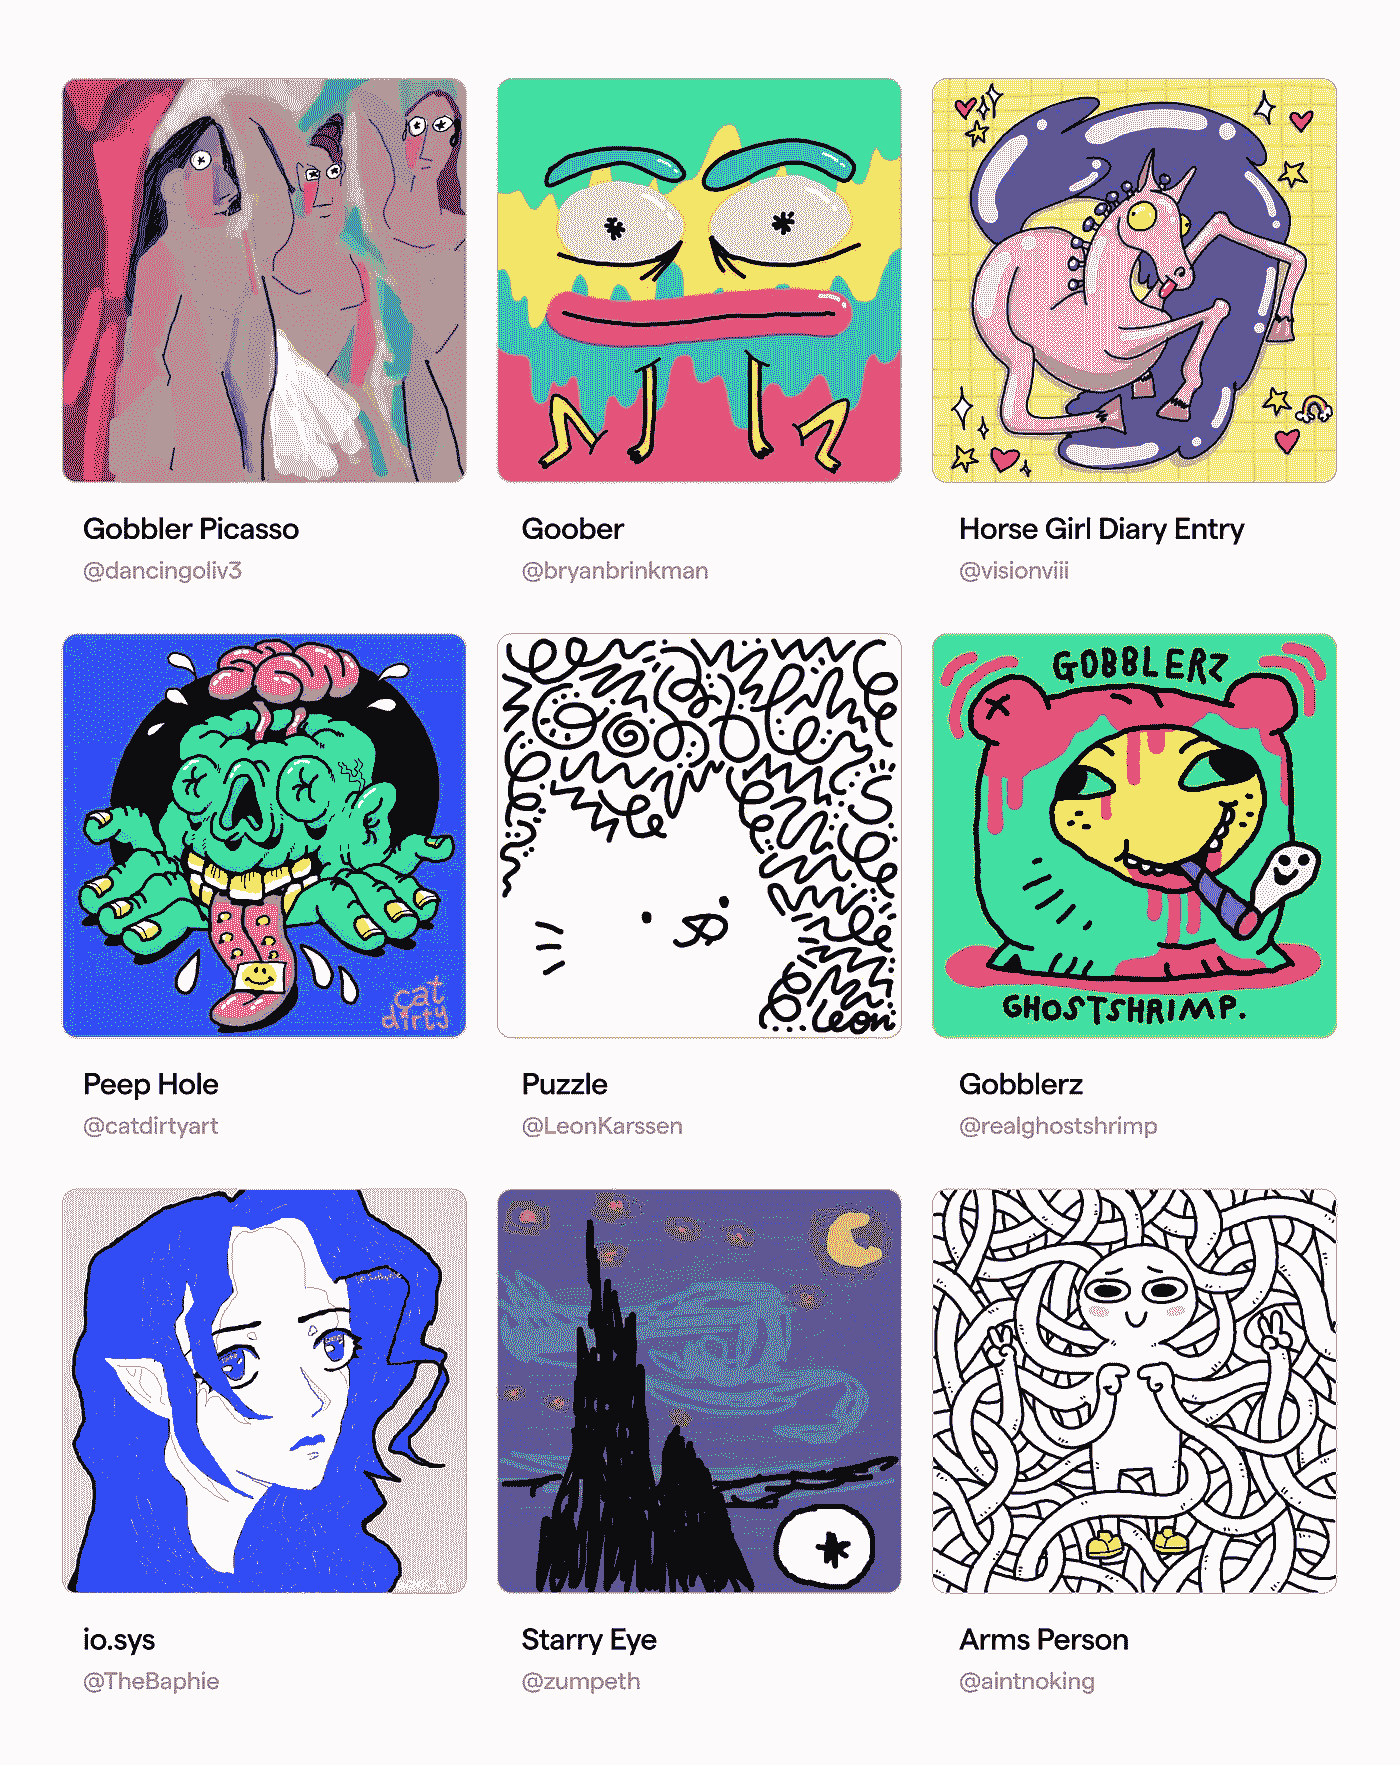 Gobbler Picasso
@dancingoliv3
Goober
@bryanbrinkman
Horse Girl Diary Entry
@visionviii
cat
dirty
leon
GOBBLERZ
GHOSTSHRIMP.
Peep Hole
@catdirtyart
Puzzle
@LeonKarssen
Gobblerz
@realghostshrimp
io.sys
@TheBaphie
Starry Eye
@zumpeth
Arms Person
@aintnoking